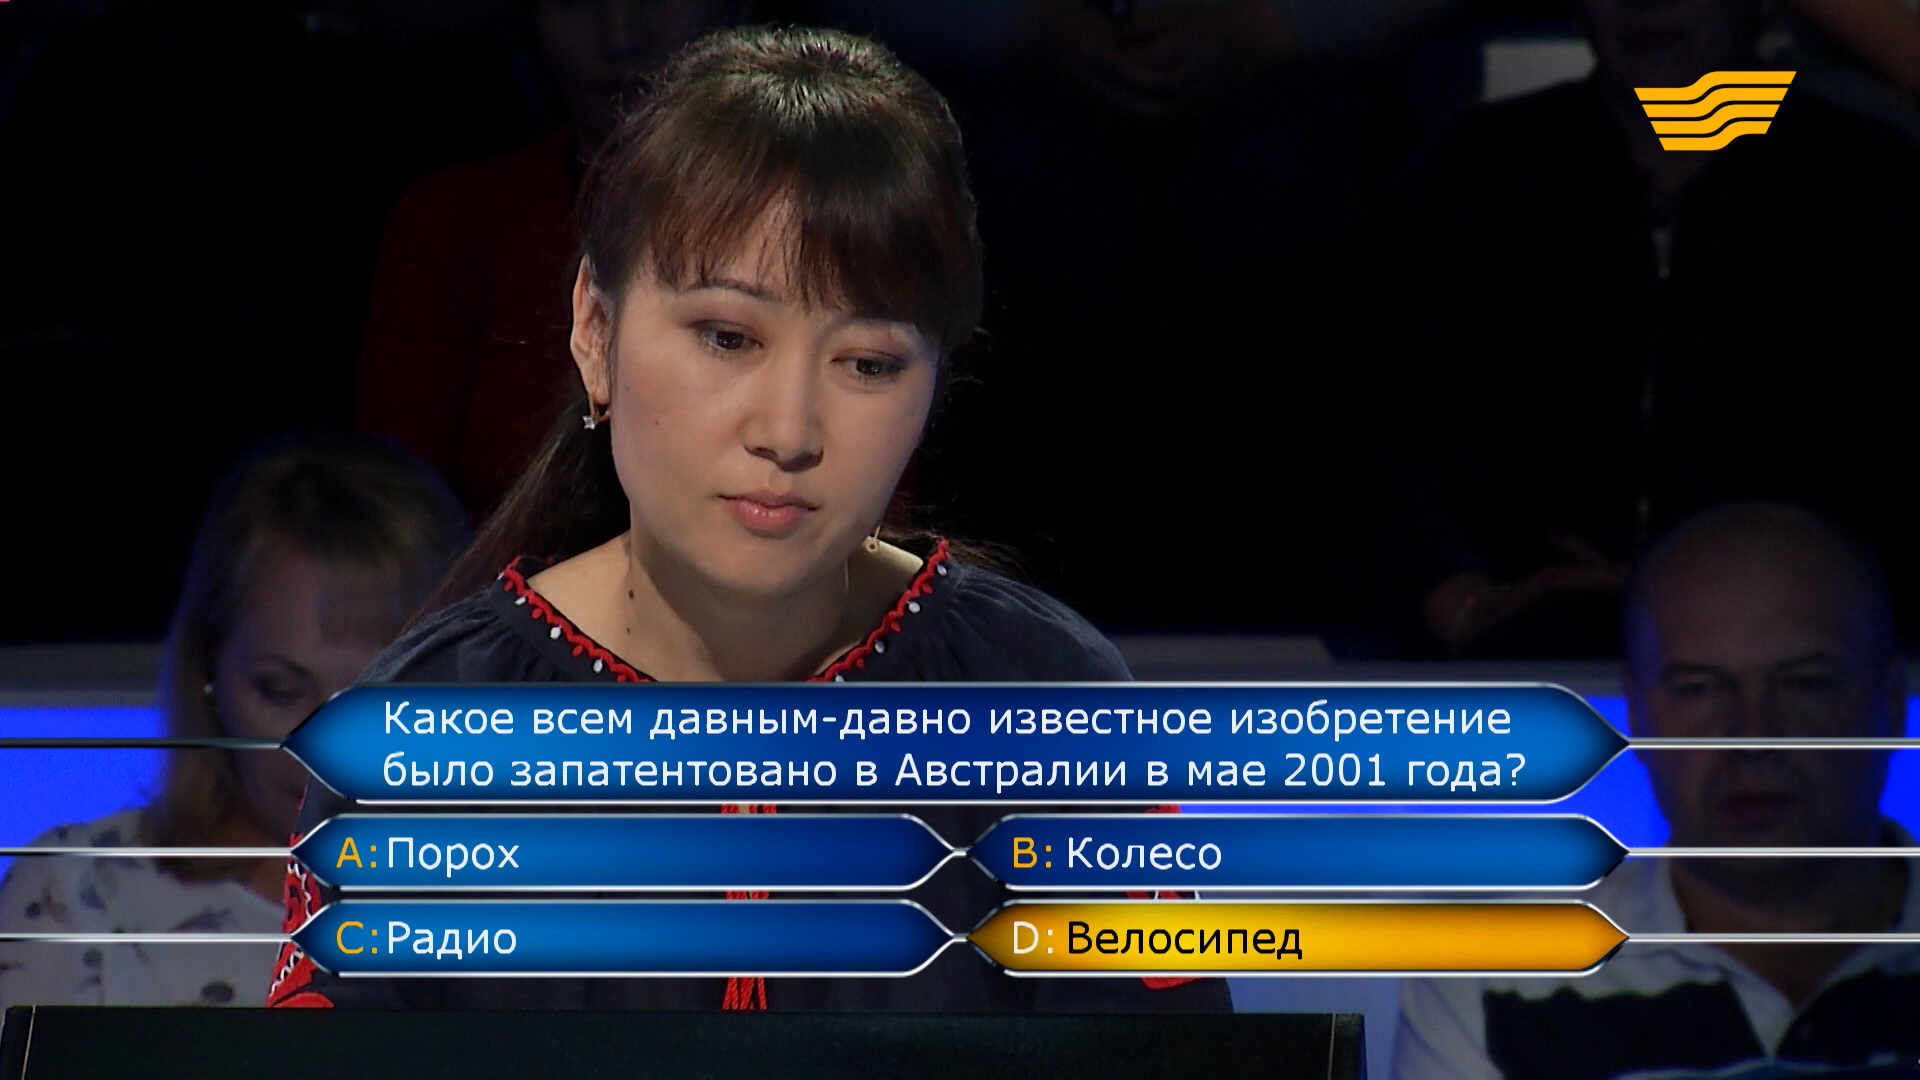 Какое всем давным-давно известное изобретение
было запатентовано в Австралии в мае 2001 года?
A: Порох
B: Колесо
C: Радио
D: Велосипед